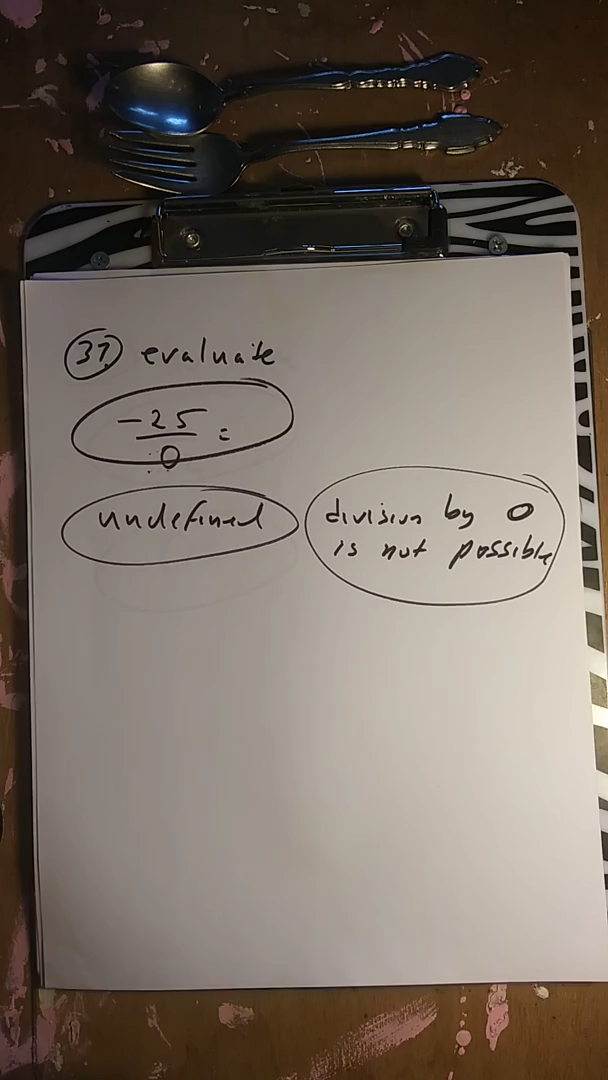 37. evaluate
-25
0 =
undefined
division by 0
is not possible